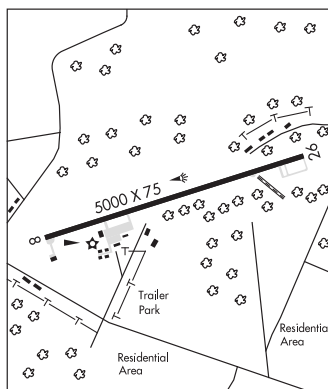 26
5000 X 75
8
Trailer
Park
Residential
Area
Residential
Area